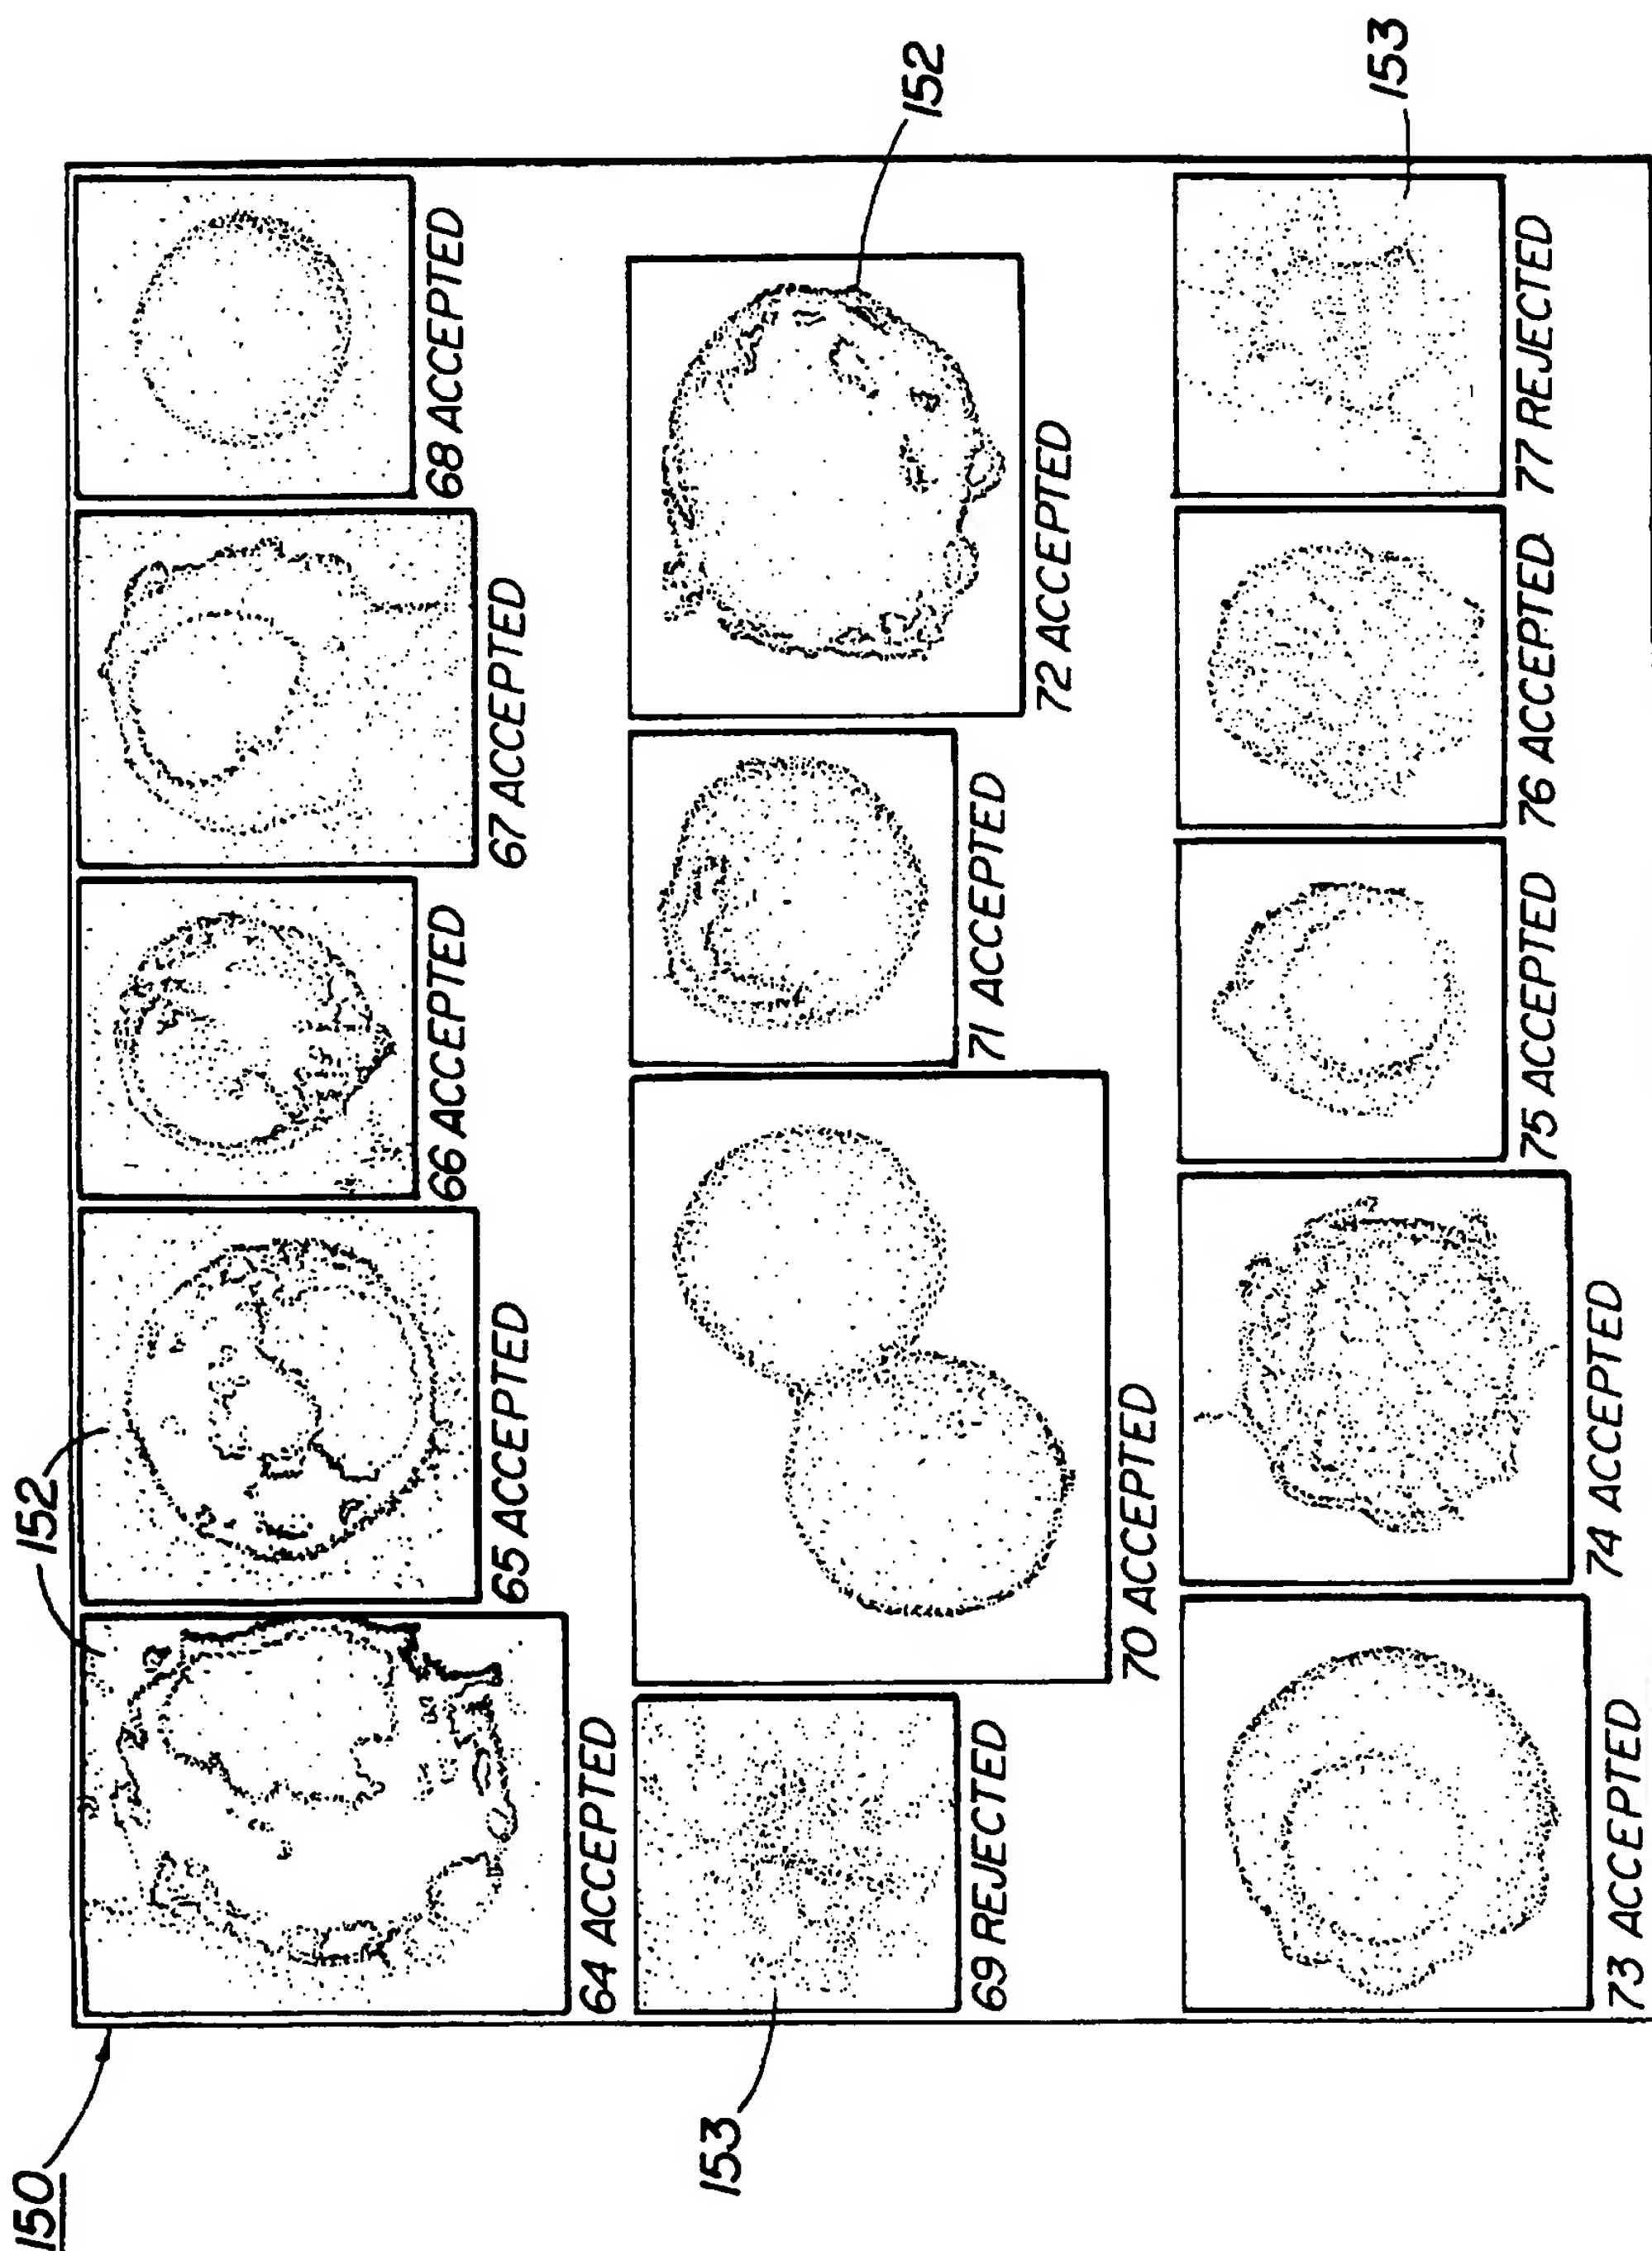 150
152
64 ACCEPTED
65 ACCEPTED
66 ACCEPTED
67 ACCEPTED
68 ACCEPTED
153
69 REJECTED
70 ACCEPTED
71 ACCEPTED
72 ACCEPTED
152
73 ACCEPTED
74 ACCEPTED
75 ACCEPTED
76 ACCEPTED
77 REJECTED
153